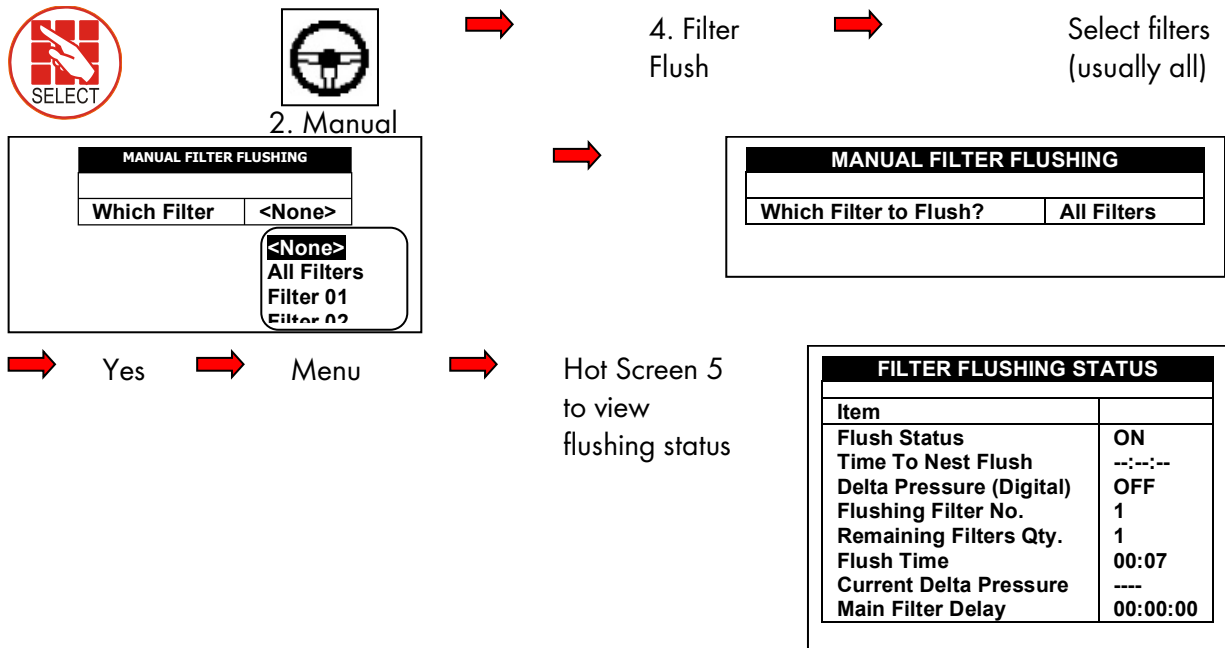 SELECT
2. Manual
4. Filter
Flush
Select filters
(usually all)
MANUAL FILTER FLUSHING
Which Filter <None>
<None>
All Filters
Filter 01
Filter 02
MANUAL FILTER FLUSHING
Which Filter to Flush? All Filters
Yes
Menu
Hot Screen 5
to view
flushing status
FILTER FLUSHING STATUS
Item
Flush Status ON
Time To Nest Flush --:--:--
Delta Pressure (Digital) OFF
Flushing Filter No. 1
Remaining Filters Qty. 1
Flush Time 00:07
Current Delta Pressure ----
Main Filter Delay 00:00:00